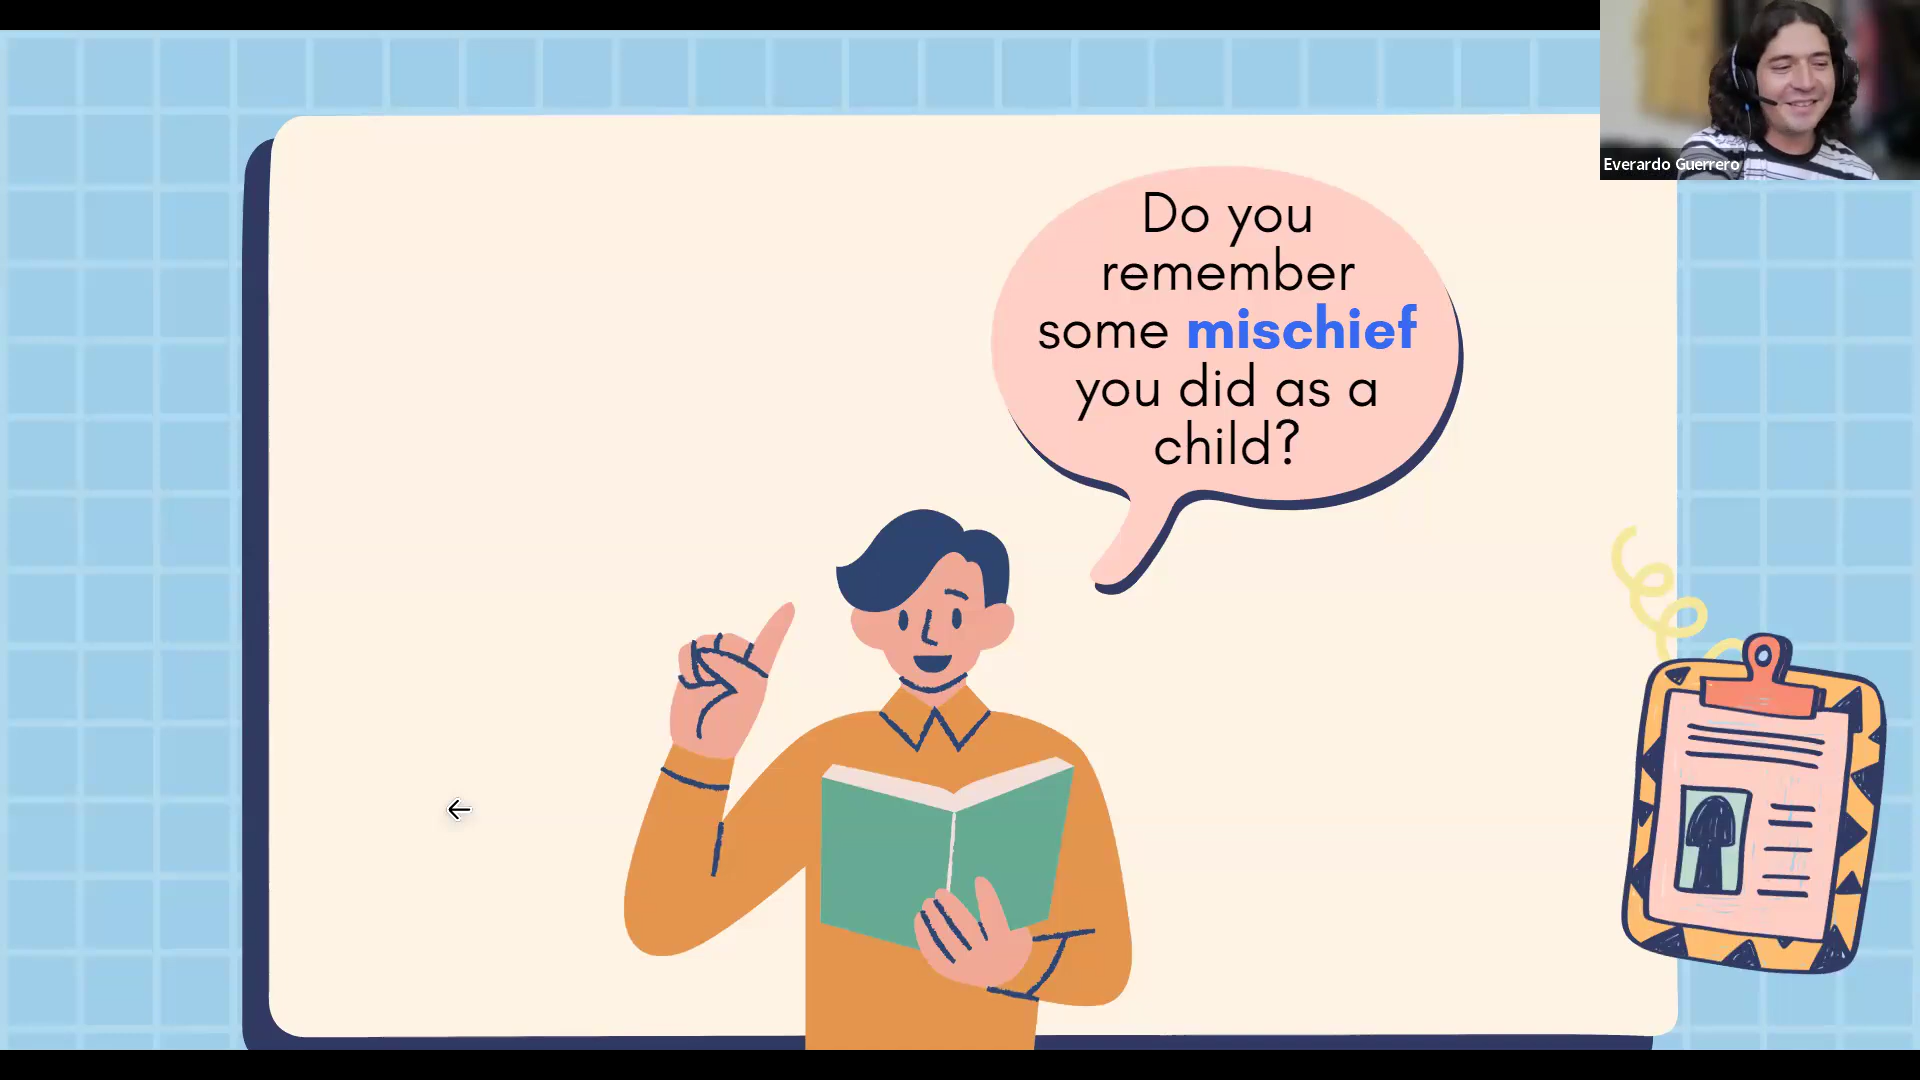 Everardo Guerrero
Do you
remember
some mischief
you did as a
child?